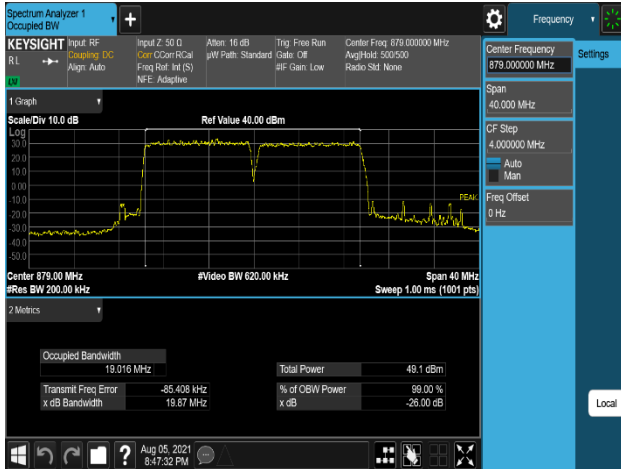 Spectrum Analyzer 1
Occupied BW
+
Frequency
KEYSIGHT
Input: RF
Input Z: 50 Ω
Atten: 16 dB
Trig: Free Run
Center Freq: 879.000000 MHz
RL
Coupling: DC
Corr CCorr RCal
µW Path: Standard
Gate: Off
Avg|Hold: 500/500
Align: Auto
Freq Ref: Int (S)
#IF Gain: Low
Radio Std: None
NFE: Adaptive
LXI
Center Frequency
879.000000 MHz
Settings
Span
40.000 MHz
CF Step
4.000000 MHz
Auto
Man
Freq Offset
0 Hz
1 Graph
Scale/Div 10.0 dB
Ref Value 40.00 dBm
Log
30.0
20.0
10.0
0.00
-10.0
-20.0
-30.0
-40.0
-50.0
PEAK
Center 879.00 MHz
#Video BW 620.00 kHz
Span 40 MHz
#Res BW 200.00 kHz
Sweep 1.00 ms (1001 pts)
2 Metrics
Occupied Bandwidth
19.016 MHz
Total Power
49.1 dBm
Transmit Freq Error
-85.408 kHz
% of OBW Power
99.00 %
x dB Bandwidth
19.87 MHz
x dB
-26.00 dB
Local
?
Aug 05, 2021
8:47:32 PM